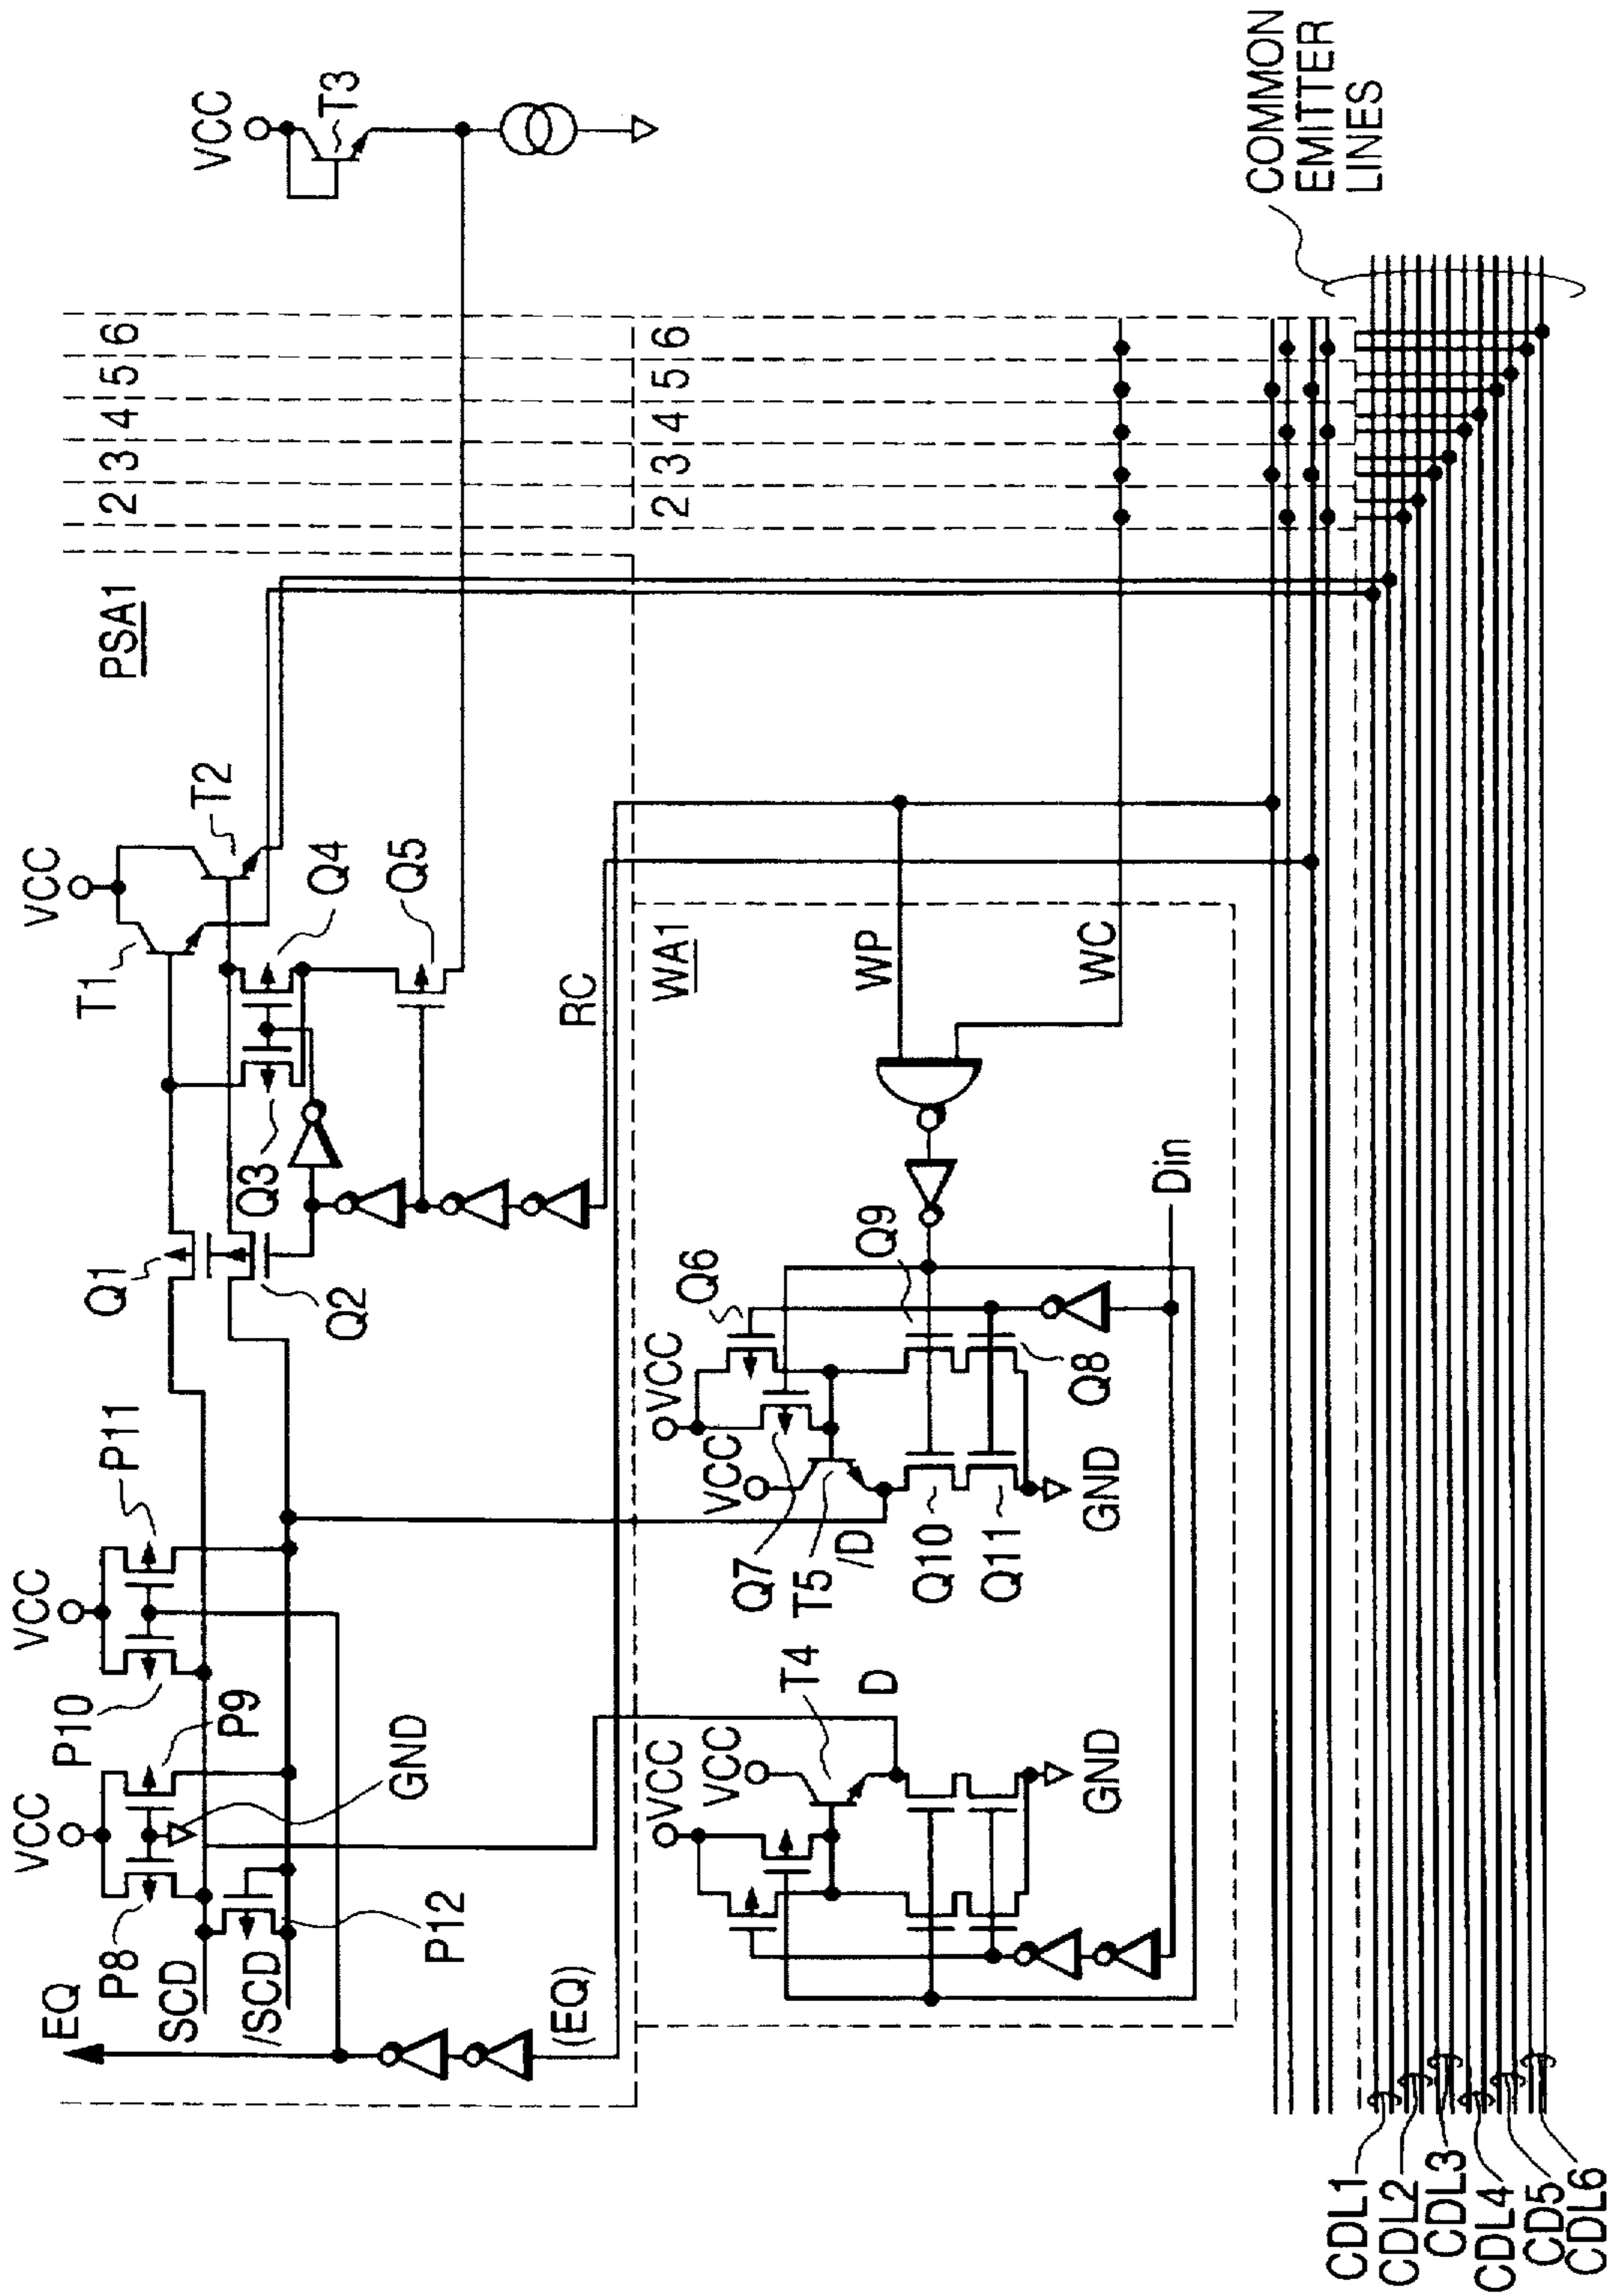 EQ
VCC
VCC
VCC
VCC
P8
P9
P10
P11
Q1
T1
T2
T3
PSA1
2 3 4 5 6
SCD
/SCD
P12
GND
Q2
Q3
Q4
Q5
(EQ)
RC
WA1
2 3 4 5 6
VCC
VCC
T4
D
GND
VCC
VCC
Q6
Q7
T5
/D
Q9
Q10
Q11
Q8
GND
WP
WC
Din
COMMON
EMITTER
LINES
CDL1
CDL2
CDL3
CDL4
CD5
CDL6